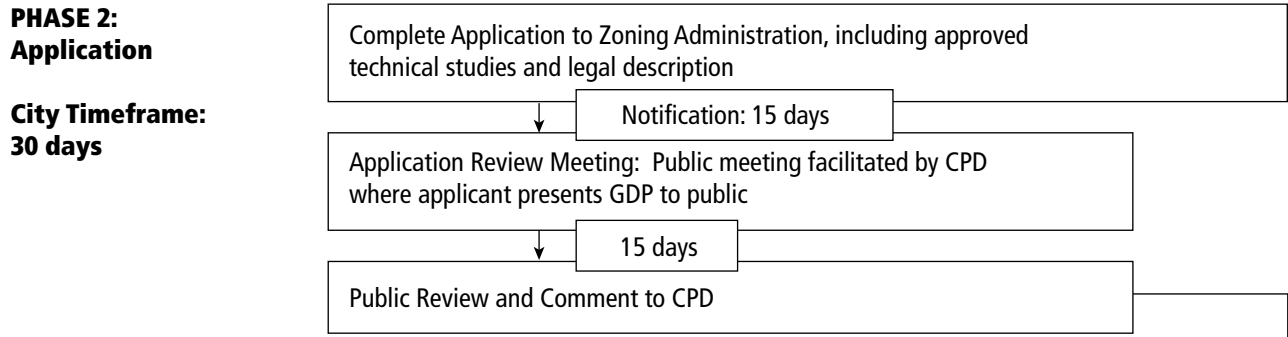 PHASE 2:
Application
City Timeframe:
30 days
Complete Application to Zoning Administration, including approved
technical studies and legal description
Notification: 15 days
Application Review Meeting:  Public meeting facilitated by CPD
where applicant presents GDP to public
15 days
Public Review and Comment to CPD